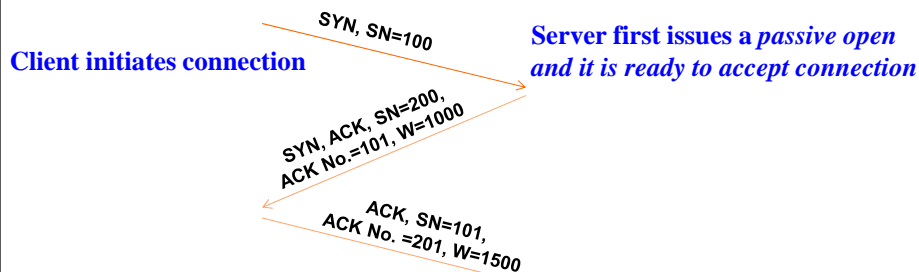 SYN, SN=100
Server first issues a passive open
and it is ready to accept connection
Client initiates connection
SYN, ACK, SN=200,
ACK No.=101, W=1000
ACK, SN=101,
ACK No. =201, W=1500